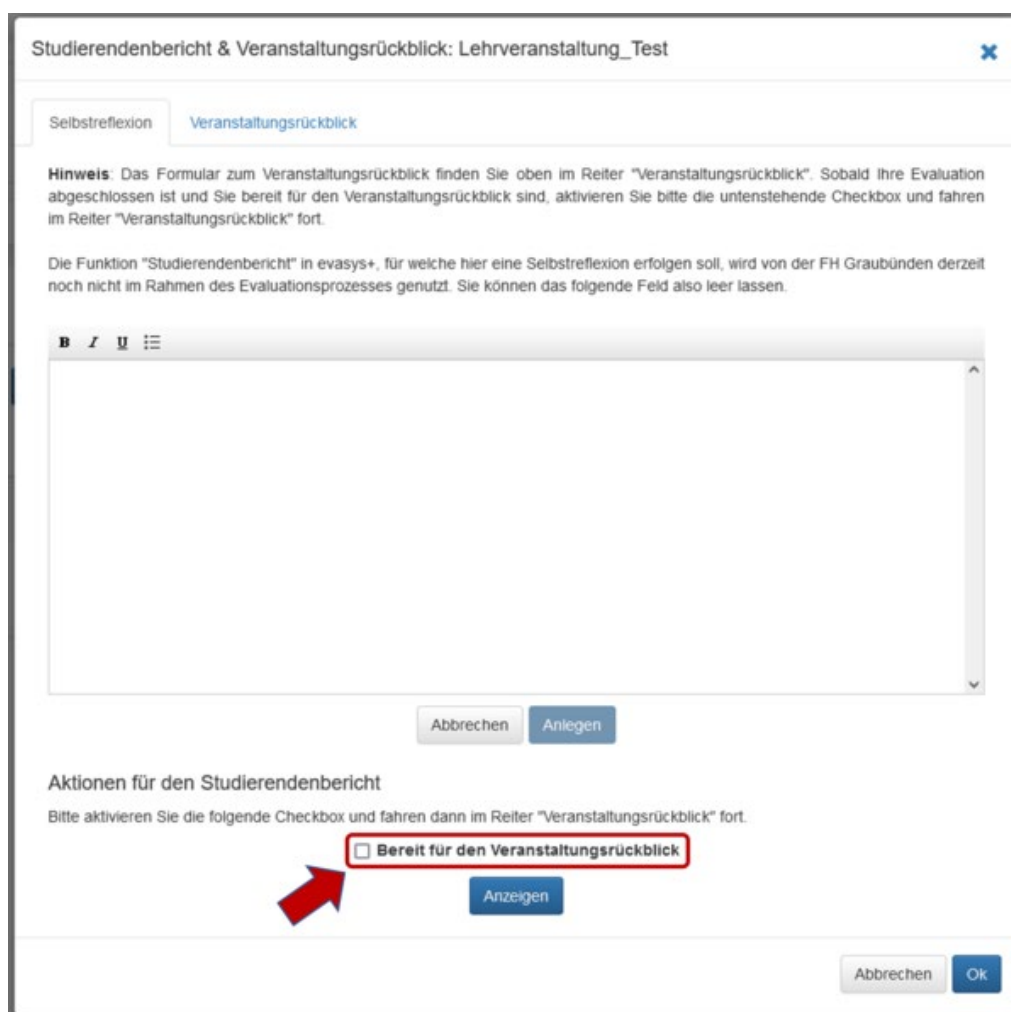 Studierendenbericht & Veranstaltungsrückblick: Lehrveranstaltung_Test
Selbstreflexion Veranstaltungsrückblick
Hinweis: Das Formular zum Veranstaltungsrückblick finden Sie oben im Reiter "Veranstaltungsrückblick". Sobald Ihre Evaluation
abgeschlossen ist und Sie bereit für den Veranstaltungsrückblick sind, aktivieren Sie bitte die untenstehende Checkbox und fahren
im Reiter "Veranstaltungsrückblick" fort.
Die Funktion "Studierendenbericht" in evasys+, für welche hier eine Selbstreflexion erfolgen soll, wird von der FH Graubünden derzeit
noch nicht im Rahmen des Evaluationsprozesses genutzt. Sie können das folgende Feld also leer lassen.
B I U
Abbrechen Anlegen
Aktionen für den Studierendenbericht
Bitte aktivieren Sie die folgende Checkbox und fahren dann im Reiter "Veranstaltungsrückblick" fort.
Bereit für den Veranstaltungsrückblick
Anzeigen
Abbrechen Ok